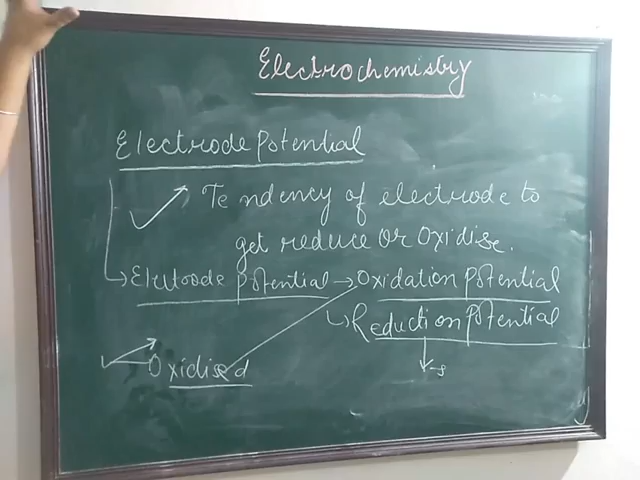 Electrochemistry
Electrode Potential
Tendency of electrode to
get reduce or Oxidise.
Electrode potential → Oxidation potential
Reduction potential
Oxidised